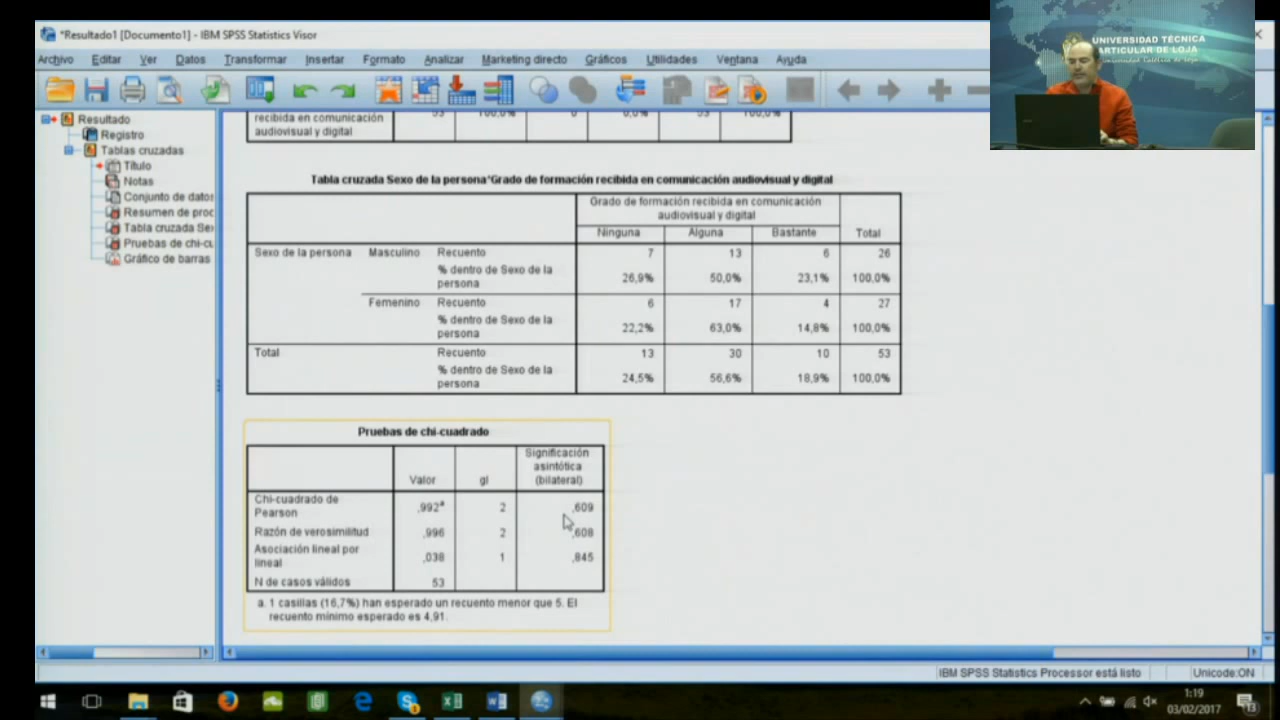 *Resultado1 [Documento1] - IBM SPSS Statistics Visor
Archivo Editar Ver Datos Transformar Insertar Formato Analizar Marketing directo Gráficos Utilidades Ventana Ayuda
UNIVERSIDAD TÉCNICA
PARTICULAR DE LOJA
Resultado
Registro
Tablas cruzadas
Título
Notas
Conjunto de datos
Resumen de proc
Tabla cruzada Sex
Pruebas de chi-cu
Gráfico de barras
recibida en comunicación
audiovisual y digital
53 100,0% 0 0,0% 53 100,0%
Tabla cruzada Sexo de la persona*Grado de formación recibida en comunicación audiovisual y digital
Grado de formación recibida en comunicación
audiovisual y digital
Ninguna Alguna Bastante Total
Sexo de la persona Masculino Recuento 7 13 6 26
% dentro de Sexo de la
persona 26,9% 50,0% 23,1% 100,0%
Femenino Recuento 6 17 4 27
% dentro de Sexo de la
persona 22,2% 63,0% 14,8% 100,0%
Total Recuento 13 30 10 53
% dentro de Sexo de la
persona 24,5% 56,6% 18,9% 100,0%
Pruebas de chi-cuadrado
Significación
asintótica
(bilateral)
Valor gl
Chi-cuadrado de
Pearson ,992ª 2 ,609
Razón de verosimilitud ,996 2 ,608
Asociación lineal por
lineal ,038 1 ,845
N de casos válidos 53
a. 1 casillas (16,7%) han esperado un recuento menor que 5. El
recuento mínimo esperado es 4,91.
IBM SPSS Statistics Processor está listo Unicode:ON
1:19
03/02/2017